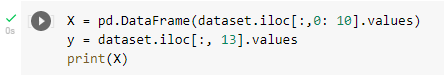 X = pd.DataFrame(dataset.iloc[:,0: 10].values)
0s
y = dataset.iloc[:, 13].values
print(X)